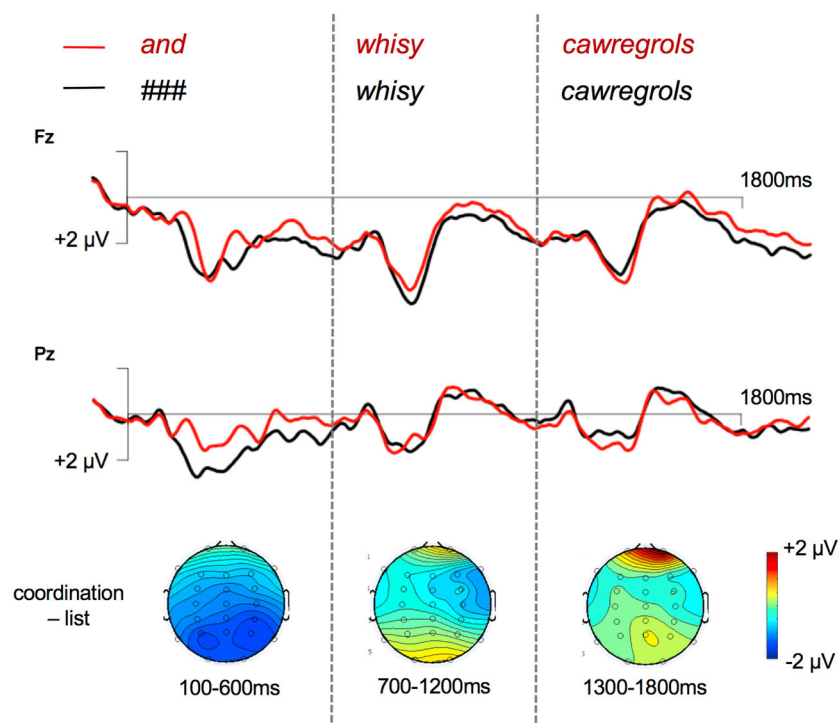 and whisy cawregrols
### whisy cawregrols
Fz
1800ms
+2 µV
Pz
1800ms
+2 µV
coordination
– list
+2 µV
-2 µV
100-600ms 700-1200ms 1300-1800ms